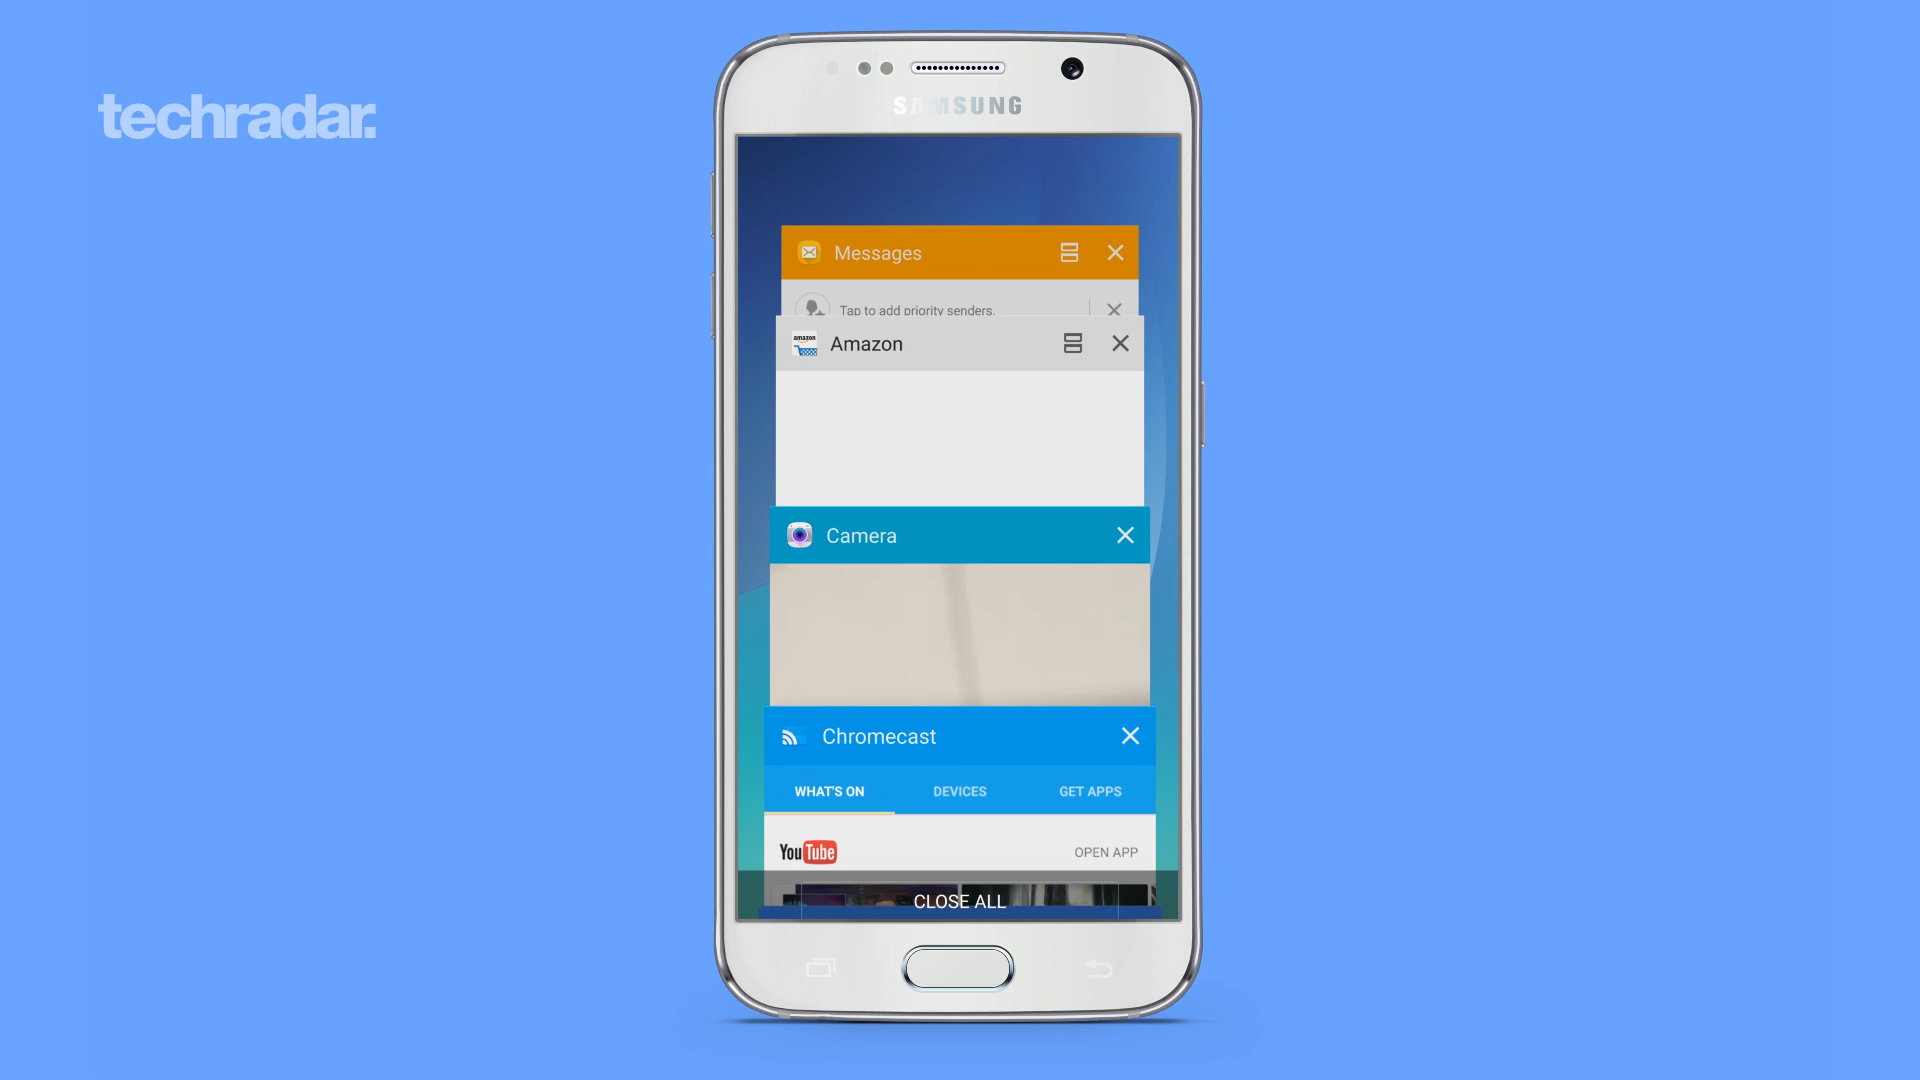 techradar.
SAMSUNG
Messages
Tap to add priority senders.
amazon
Amazon
Camera
Chromecast
WHAT'S ON
DEVICES
GET APPS
YouTube
OPEN APP
CLOSE ALL